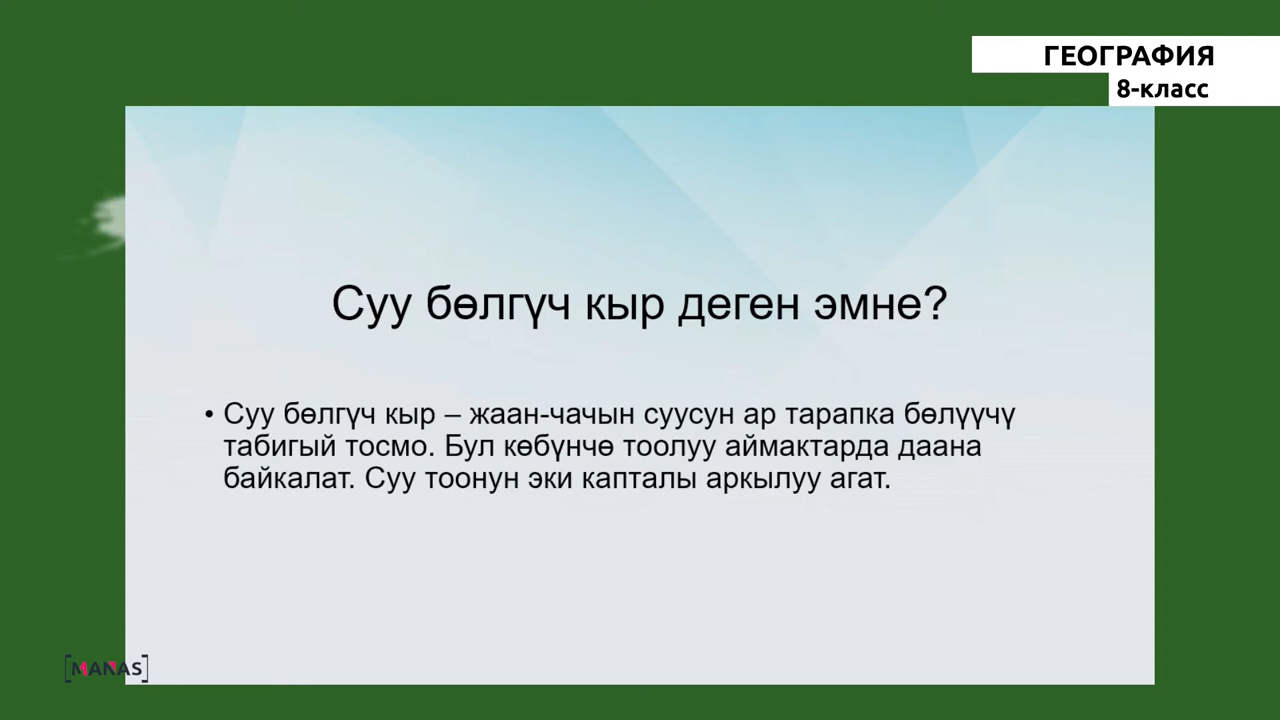 ГЕОГРАФИЯ
8-класс
Суу бөлгүч кыр деген эмне?
• Суу бөлгүч кыр – жаан-чачын суусун ар тарапка бөлүүчү
табигый тосмо. Бул көбүнчө тоолуу аймактарда даана
байкалат. Суу тоонун эки капталы аркылуу агат.
[MANAS]